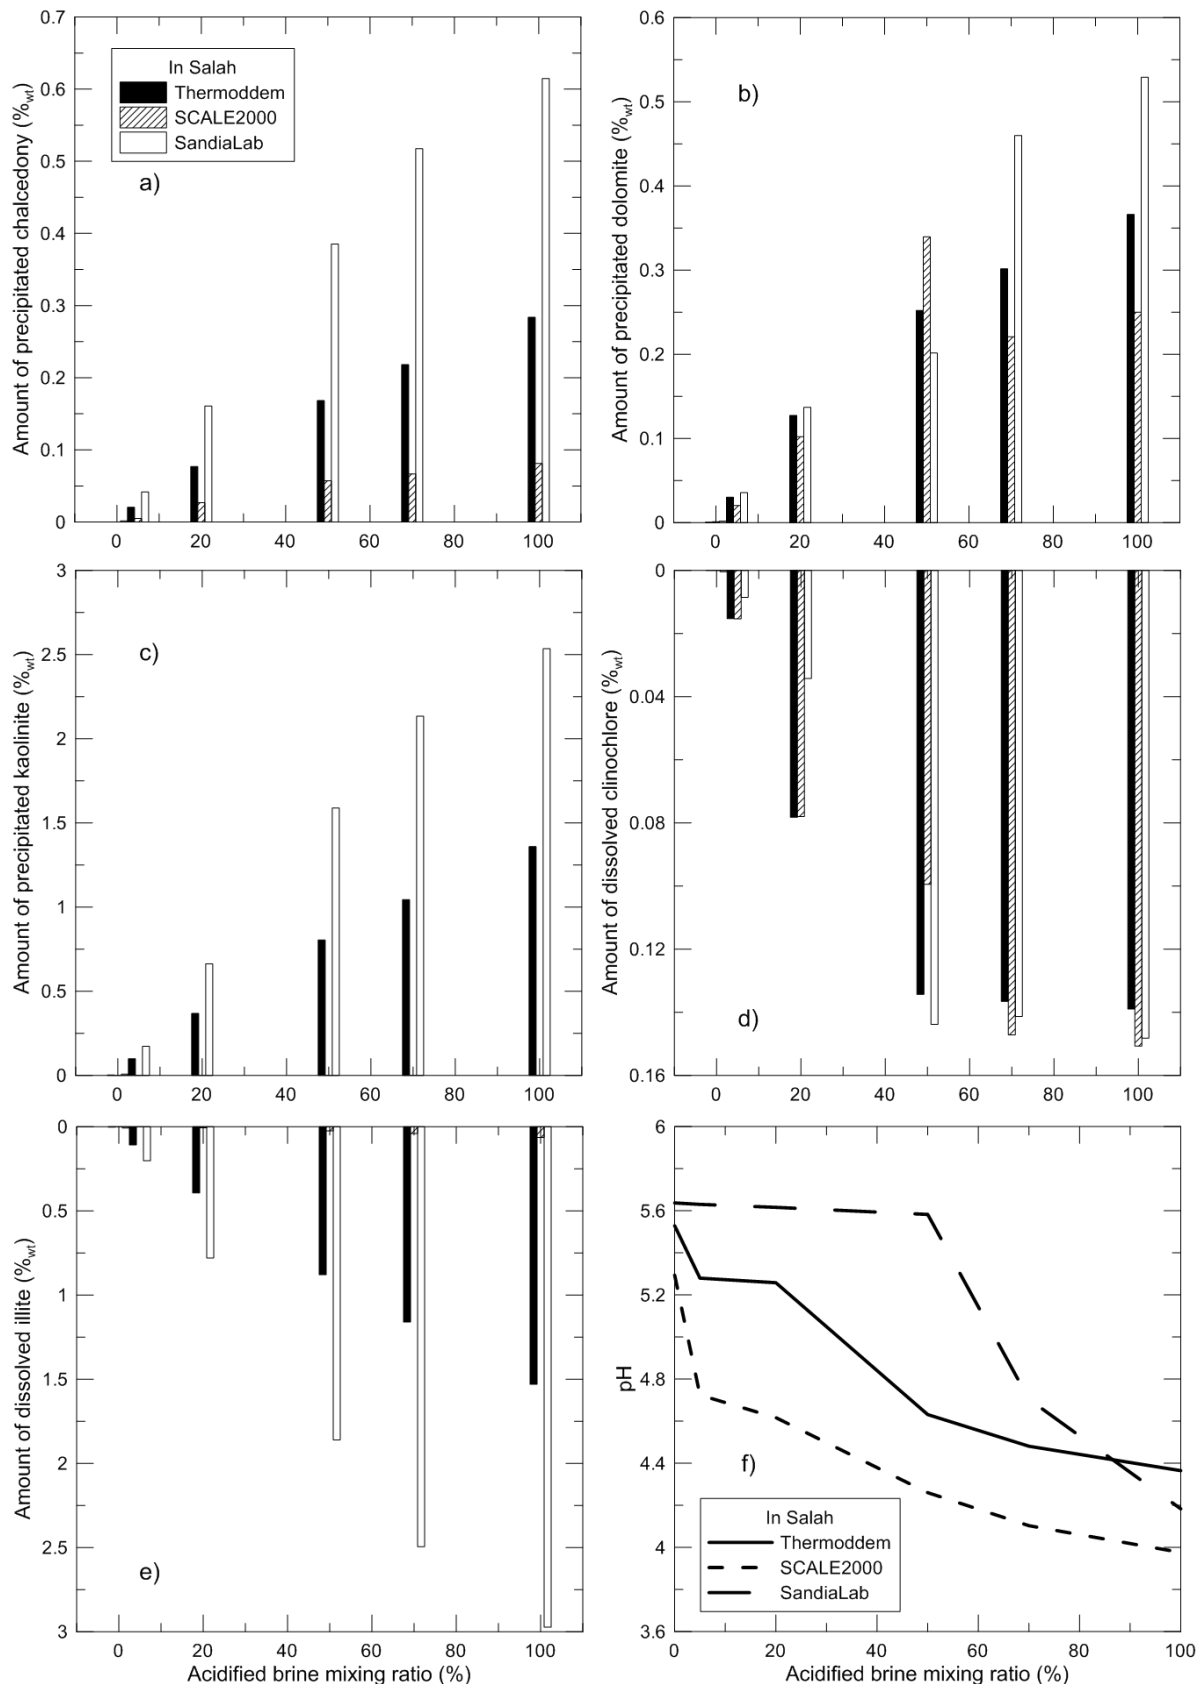 0.7
0.6
0.5
0.4
0.3
0.2
0.1
0
Amount of precipitated chalcedony (%wt)
In Salah
Thermoddem
SCALE2000
SandiaLab
a)
0 20 40 60 80 100
0.6
0.5
0.4
0.3
0.2
0.1
0
Amount of precipitated dolomite (%wt)
b)
0 20 40 60 80 100
3
2.5
2
1.5
1
0.5
0
Amount of precipitated kaolinite (%wt)
c)
0 20 40 60 80 100
0
0.04
0.08
0.12
0.16
Amount of dissolved clinochlore (%wt)
d)
0 20 40 60 80 100
0
0.5
1
1.5
2
2.5
3
Amount of dissolved illite (%wt)
e)
0 20 40 60 80 100
Acidified brine mixing ratio (%)
6
5.6
5.2
4.8
4.4
4
3.6
pH
f)
In Salah
Thermoddem
SCALE2000
SandiaLab
0 20 40 60 80 100
Acidified brine mixing ratio (%)